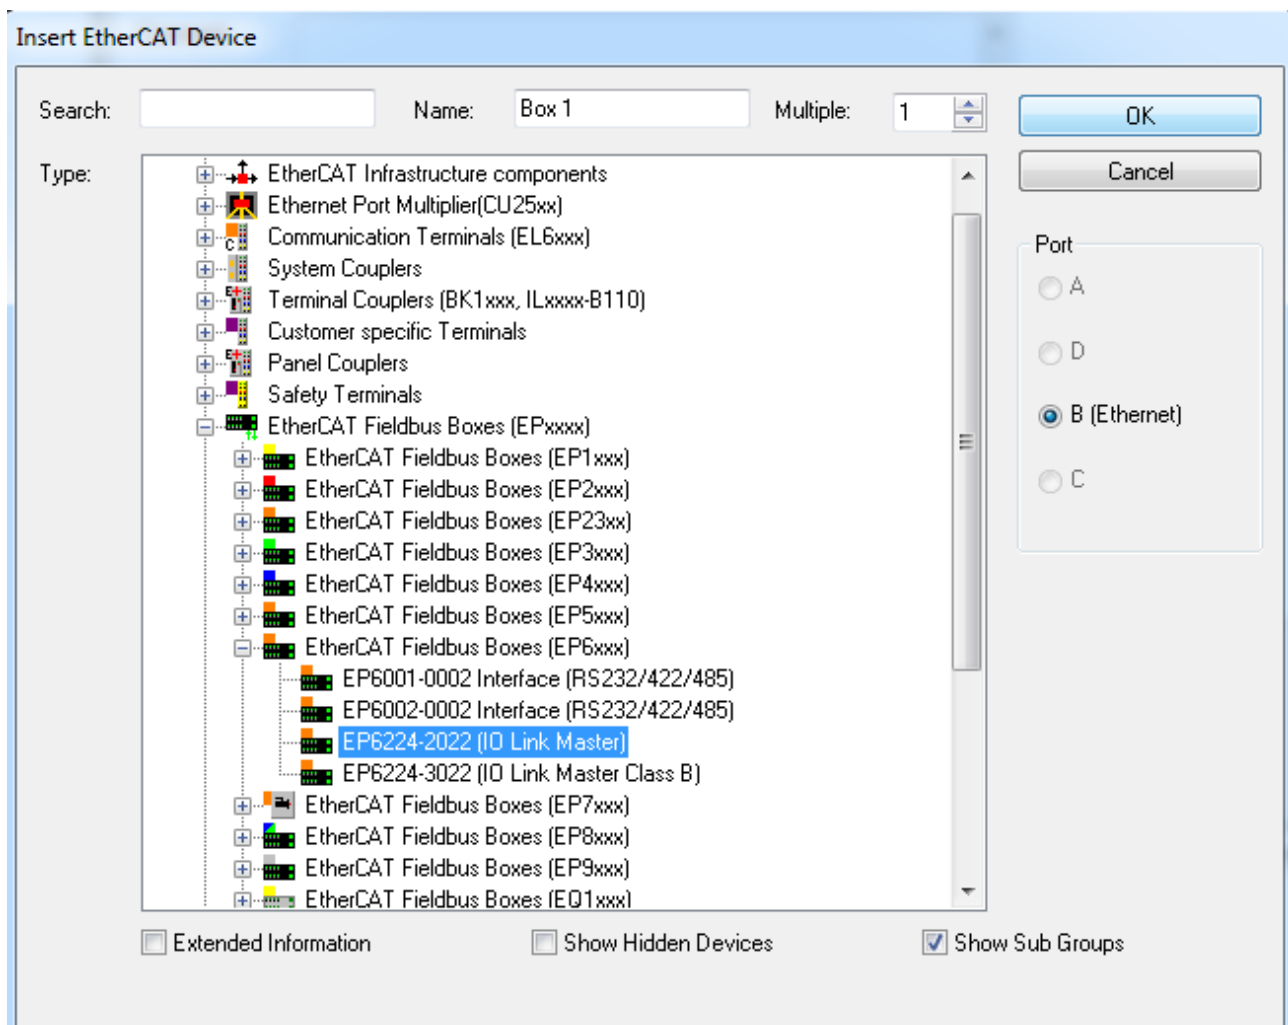 Insert EtherCAT Device
Search:
Name: Box 1
Multiple: 1
OK
Type:
Cancel
EtherCAT Infrastructure components
Ethernet Port Multiplier(CU25xx)
Communication Terminals (EL6xxx)
System Couplers
Terminal Couplers (BK1xxx, ILxxxx-B110)
Customer specific Terminals
Panel Couplers
Safety Terminals
EtherCAT Fieldbus Boxes (EPxxxx)
EtherCAT Fieldbus Boxes (EP1xxx)
EtherCAT Fieldbus Boxes (EP2xxx)
EtherCAT Fieldbus Boxes (EP23xx)
EtherCAT Fieldbus Boxes (EP3xxx)
EtherCAT Fieldbus Boxes (EP4xxx)
EtherCAT Fieldbus Boxes (EP5xxx)
EtherCAT Fieldbus Boxes (EP6xxx)
EP6001-0002 Interface (RS232/422/485)
EP6002-0002 Interface (RS232/422/485)
EP6224-2022 (IO Link Master)
EP6224-3022 (IO Link Master Class B)
EtherCAT Fieldbus Boxes (EP7xxx)
EtherCAT Fieldbus Boxes (EP8xxx)
EtherCAT Fieldbus Boxes (EP9xxx)
EtherCAT Fieldbus Boxes (EQ1xxx)
Port
A
D
B (Ethernet)
C
Extended Information
Show Hidden Devices
Show Sub Groups